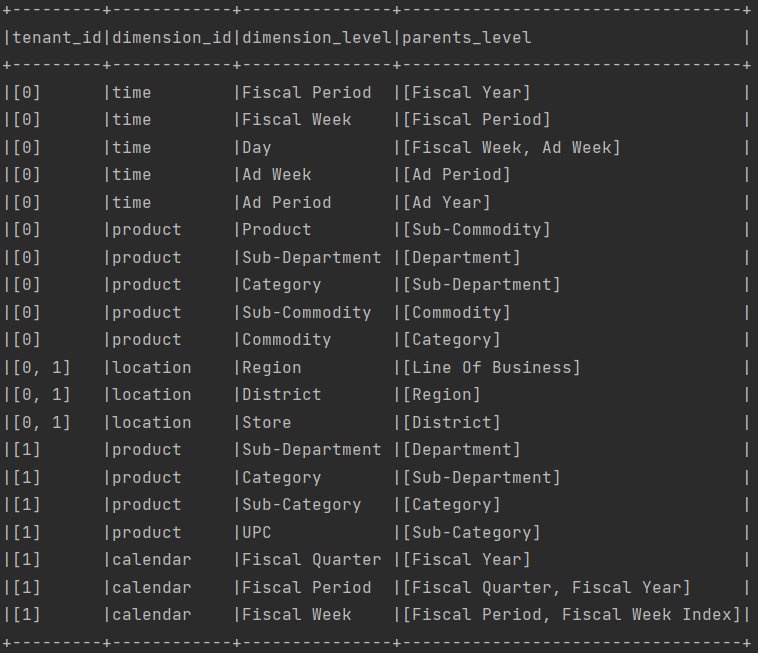 +---------+------------+---------------+----------------------------------+
|tenant_id|dimension_id|dimension_level|parents_level                     |
+---------+------------+---------------+----------------------------------+
|[0]      |time        |Fiscal Period  |[Fiscal Year]                     |
|[0]      |time        |Fiscal Week    |[Fiscal Period]                   |
|[0]      |time        |Day            |[Fiscal Week, Ad Week]            |
|[0]      |time        |Ad Week        |[Ad Period]                       |
|[0]      |time        |Ad Period      |[Ad Year]                         |
|[0]      |product     |Product        |[Sub-Commodity]                   |
|[0]      |product     |Sub-Department |[Department]                      |
|[0]      |product     |Category       |[Sub-Department]                  |
|[0]      |product     |Sub-Commodity  |[Commodity]                       |
|[0]      |product     |Commodity      |[Category]                        |
|[0, 1]   |location    |Region         |[Line Of Business]                |
|[0, 1]   |location    |District       |[Region]                          |
|[0, 1]   |location    |Store          |[District]                        |
|[1]      |product     |Sub-Department |[Department]                      |
|[1]      |product     |Category       |[Sub-Department]                  |
|[1]      |product     |Sub-Category   |[Category]                        |
|[1]      |product     |UPC            |[Sub-Category]                    |
|[1]      |calendar    |Fiscal Quarter |[Fiscal Year]                     |
|[1]      |calendar    |Fiscal Period  |[Fiscal Quarter, Fiscal Year]     |
|[1]      |calendar    |Fiscal Week    |[Fiscal Period, Fiscal Week Index]|
+---------+------------+---------------+----------------------------------+